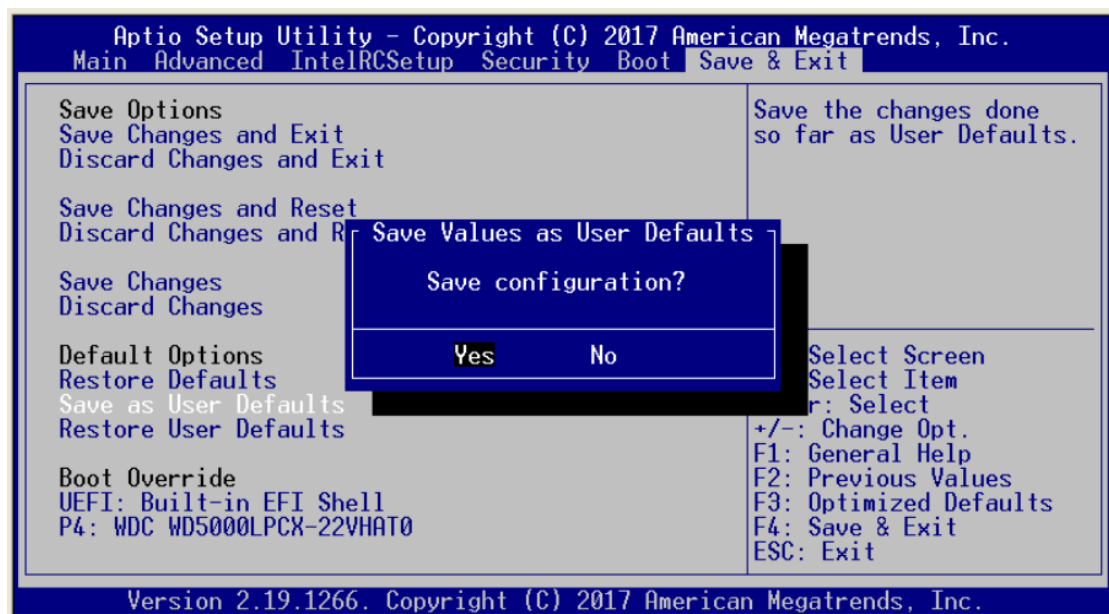 Aptio Setup Utility – Copyright (C) 2017 American Megatrends, Inc.
Main Advanced IntelRCSetup Security Boot Save & Exit
Save Options
Save Changes and Exit
Discard Changes and Exit
Save Changes and Reset
Discard Changes and R
Save Changes
Discard Changes
Default Options
Restore Defaults
Save as User Defaults
Restore User Defaults
Boot Override
UEFI: Built-in EFI Shell
P4: WDC WD5000LPCX-22VHAT0
Save Values as User Defaults
Save configuration?
Yes No
Save the changes done
so far as User Defaults.
Select Screen
Select Item
r: Select
+/-: Change Opt.
F1: General Help
F2: Previous Values
F3: Optimized Defaults
F4: Save & Exit
ESC: Exit
Version 2.19.1266. Copyright (C) 2017 American Megatrends, Inc.